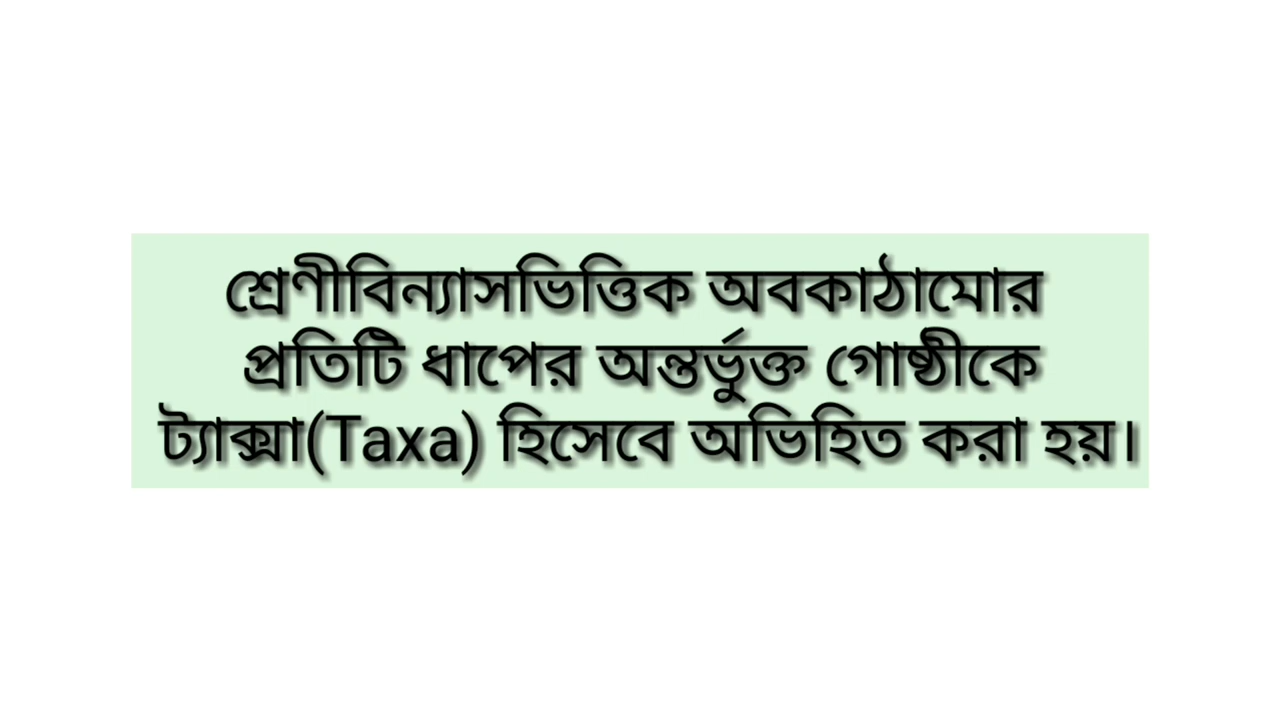 শ্রেণীবিন্যাসভিত্তিক অবকাঠামোর
প্রতিটি ধাপের অন্তর্ভুক্ত গোষ্ঠীকে
ট্যাক্সা(Taxa) হিসেবে অভিহিত করা হয়।